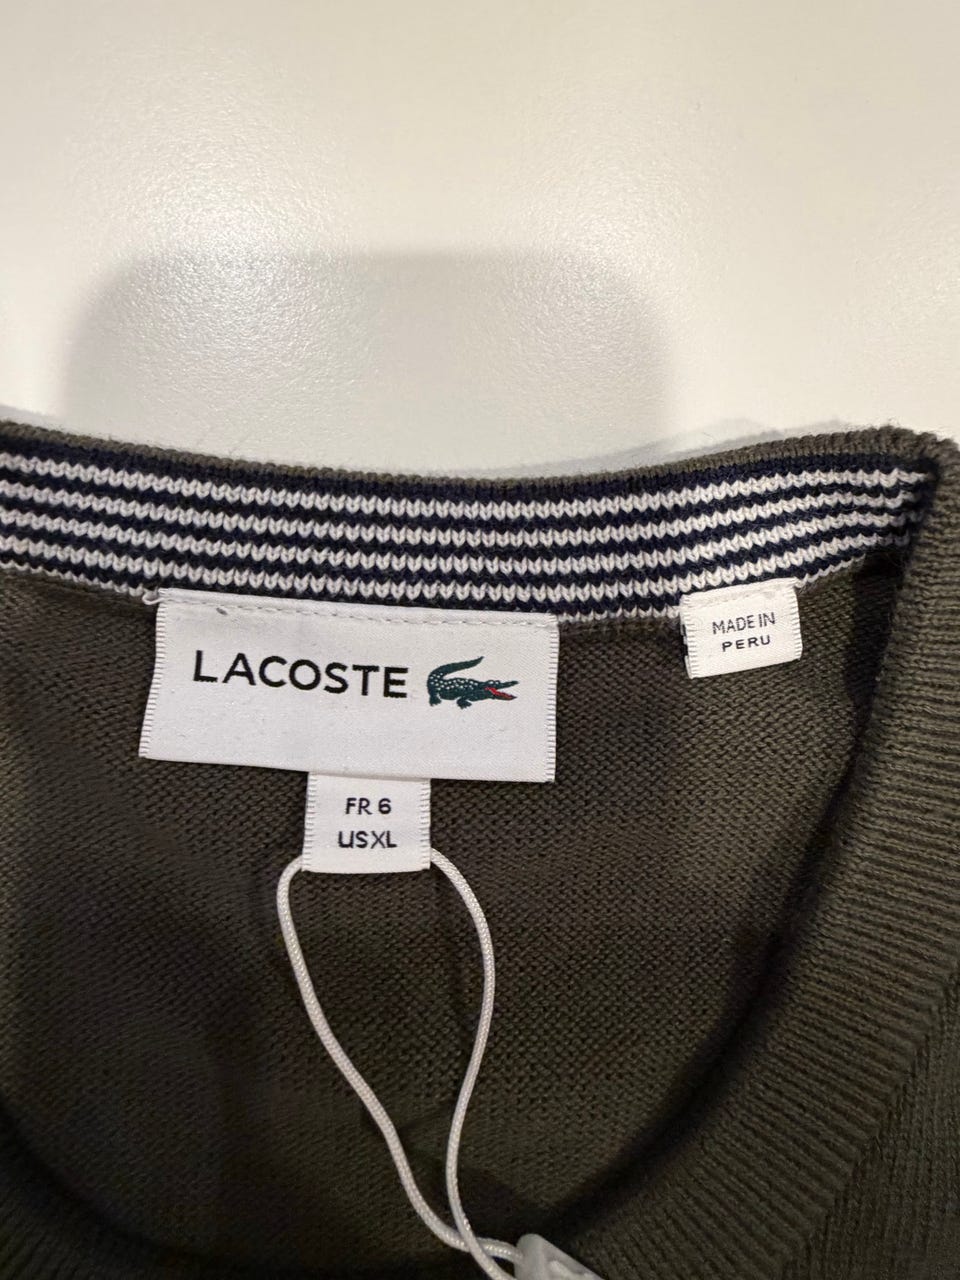 LACOSTE
FR 6
US XL
MADE IN
PERU